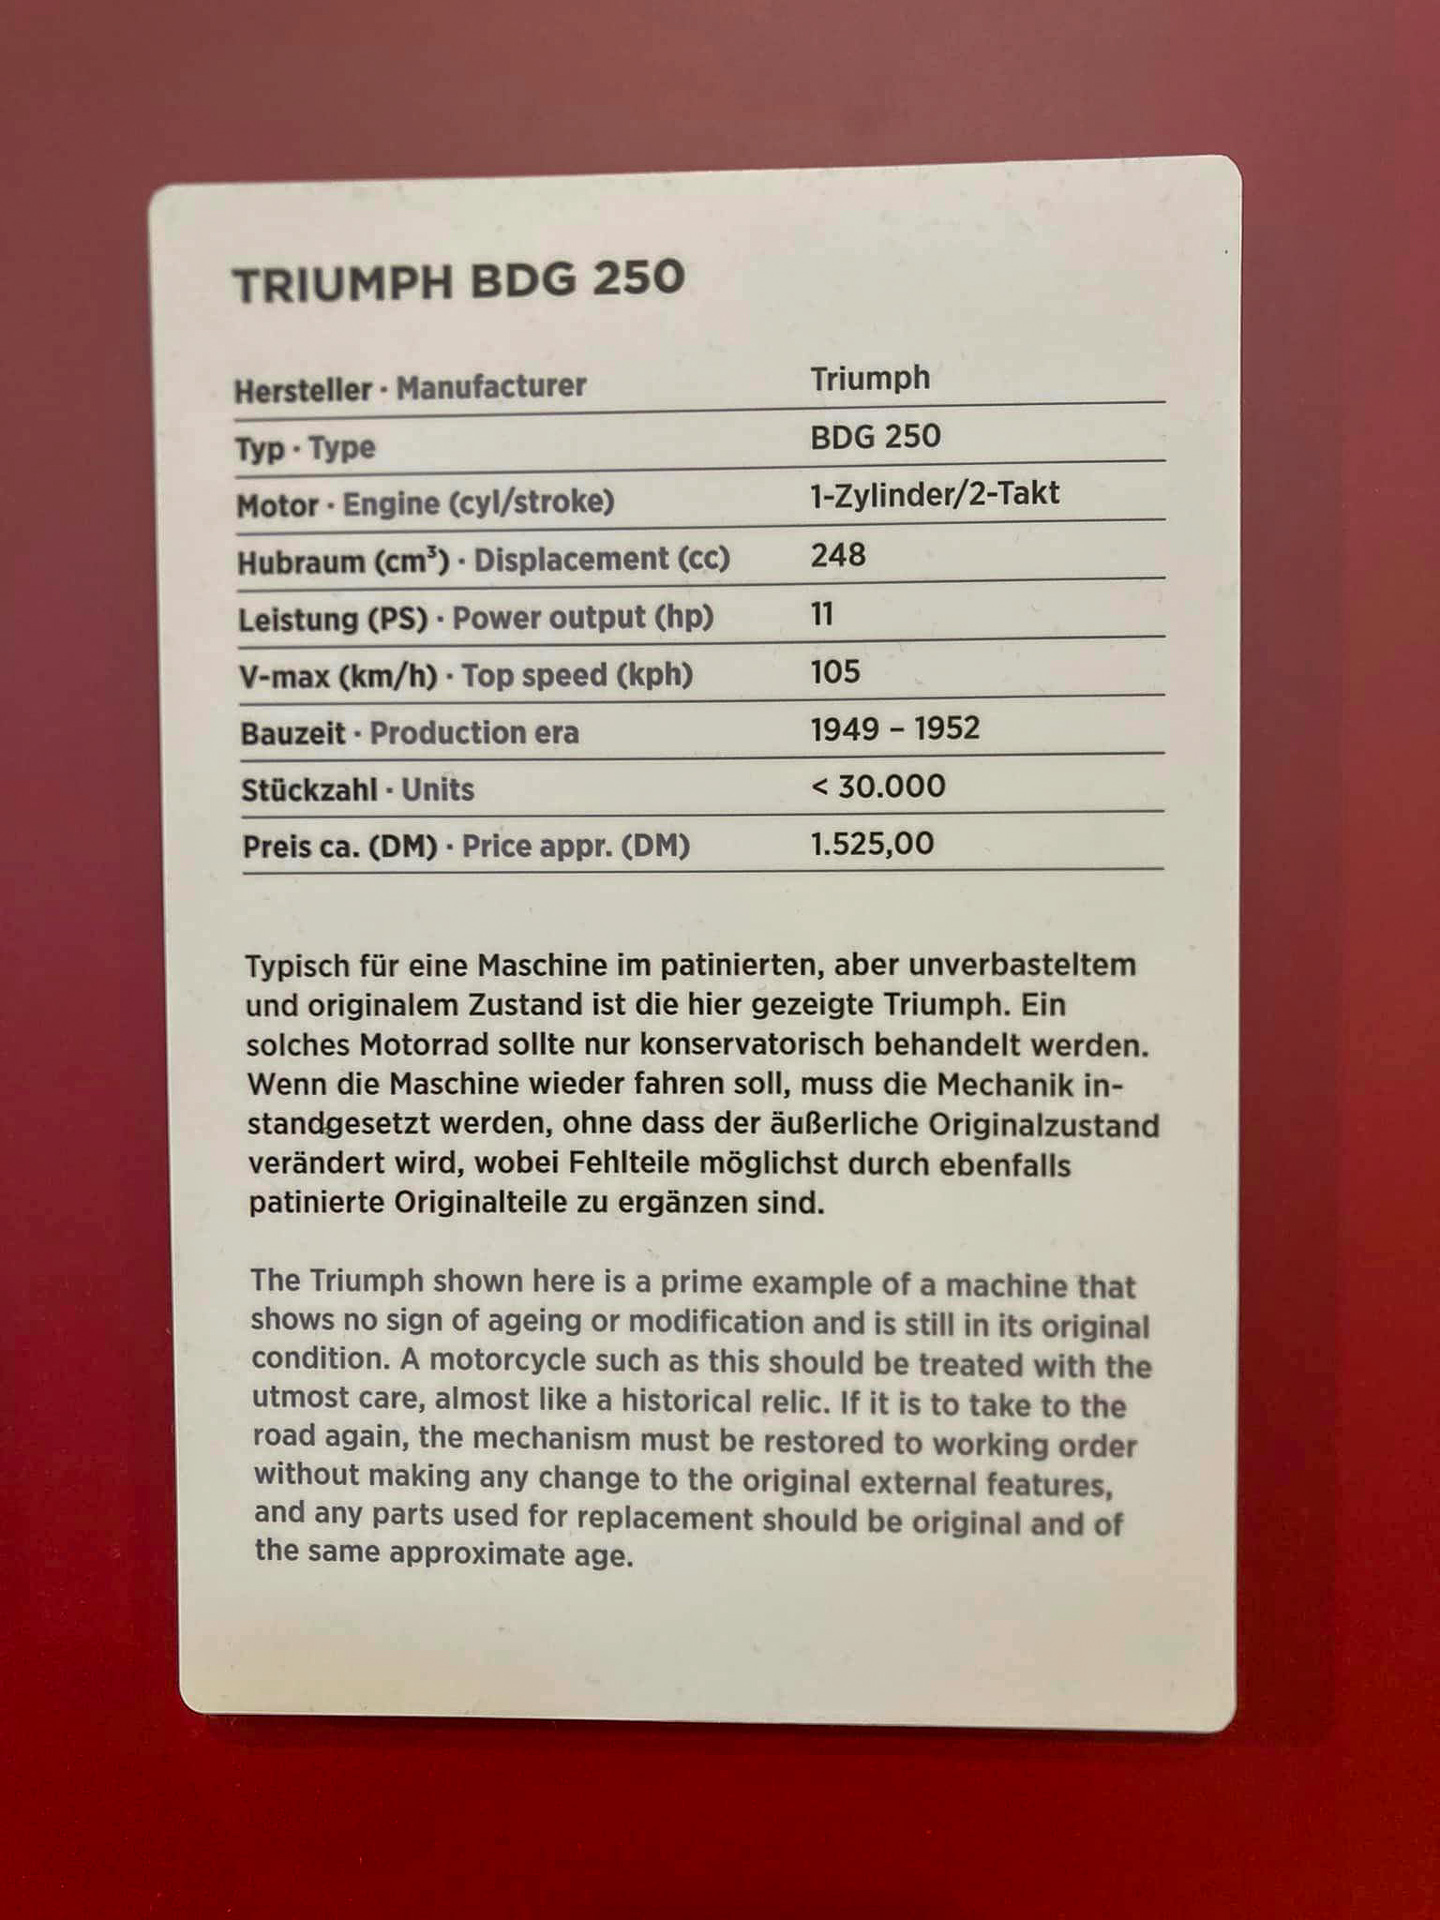 TRIUMPH BDG 250
Hersteller · Manufacturer Triumph
Typ · Type BDG 250
Motor · Engine (cyl/stroke) 1-Zylinder/2-Takt
Hubraum (cm³) · Displacement (cc) 248
Leistung (PS) · Power output (hp) 11
V-max (km/h) · Top speed (kph) 105
Bauzeit · Production era 1949 – 1952
Stückzahl · Units < 30.000
Preis ca. (DM) · Price appr. (DM) 1.525,00
Typisch für eine Maschine im patinierten, aber unverbasteltem
und originalem Zustand ist die hier gezeigte Triumph. Ein
solches Motorrad sollte nur konservatorisch behandelt werden.
Wenn die Maschine wieder fahren soll, muss die Mechanik in-
standgesetzt werden, ohne dass der äußerliche Originalzustand
verändert wird, wobei Fehlteile möglichst durch ebenfalls
patinierte Originalteile zu ergänzen sind.
The Triumph shown here is a prime example of a machine that
shows no sign of ageing or modification and is still in its original
condition. A motorcycle such as this should be treated with the
utmost care, almost like a historical relic. If it is to take to the
road again, the mechanism must be restored to working order
without making any change to the original external features,
and any parts used for replacement should be original and of
the same approximate age.